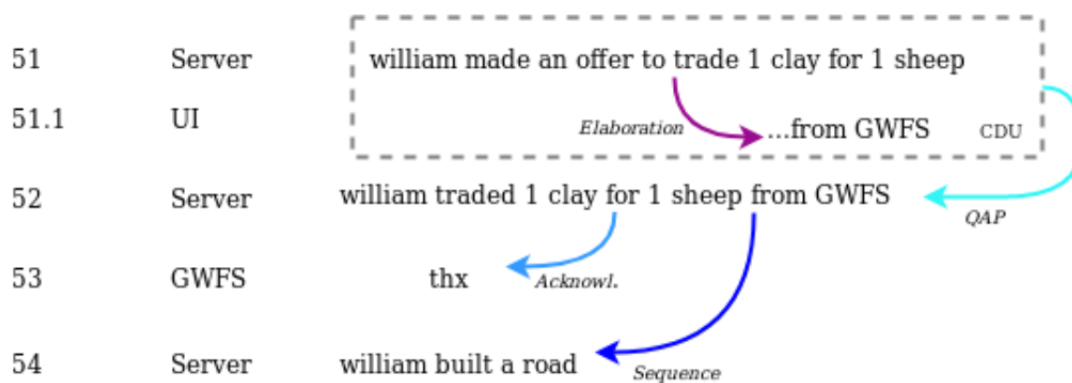 51 Server william made an offer to trade 1 clay for 1 sheep
51.1 UI Elaboration ...from GWFS CDU
52 Server william traded 1 clay for 1 sheep from GWFS
QAP
53 GWFS thx Acknowl.
54 Server william built a road
Sequence